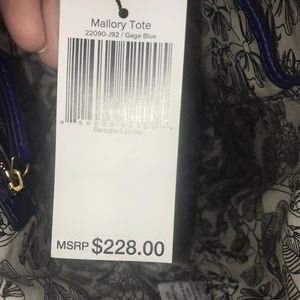 Mallory Tote
22090-J92 / Gage Blue
Genuine Leather
MSRP $228.00